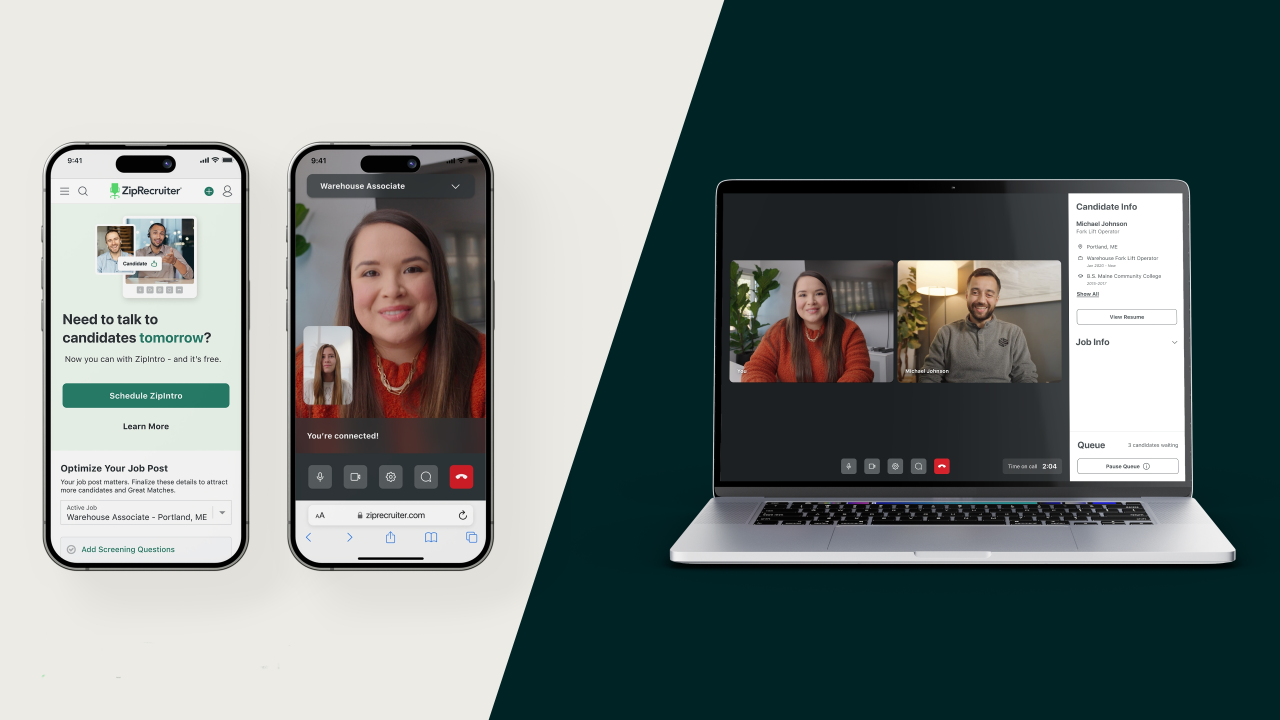 9:41
ZipRecruiter
Candidate
Need to talk to
candidates tomorrow?
Now you can with ZipIntro - and it's free.
Schedule ZipIntro
Learn More
Optimize Your Job Post
Your job post matters. Finalize these details to attract
more candidates and Great Matches.
Active Job
Warehouse Associate - Portland, ME
Add Screening Questions
9:41
Warehouse Associate
You're connected!
AA
ziprecruiter.com
You
Michael Johnson
Time on call 2:04
Candidate Info
Michael Johnson
Fork Lift Operator
Portland, ME
Warehouse Fork Lift Operator
Jan 2020 - Now
B.S. Maine Community College
2015-2017
Show All
View Resume
Job Info
Queue
3 candidates waiting
Pause Queue